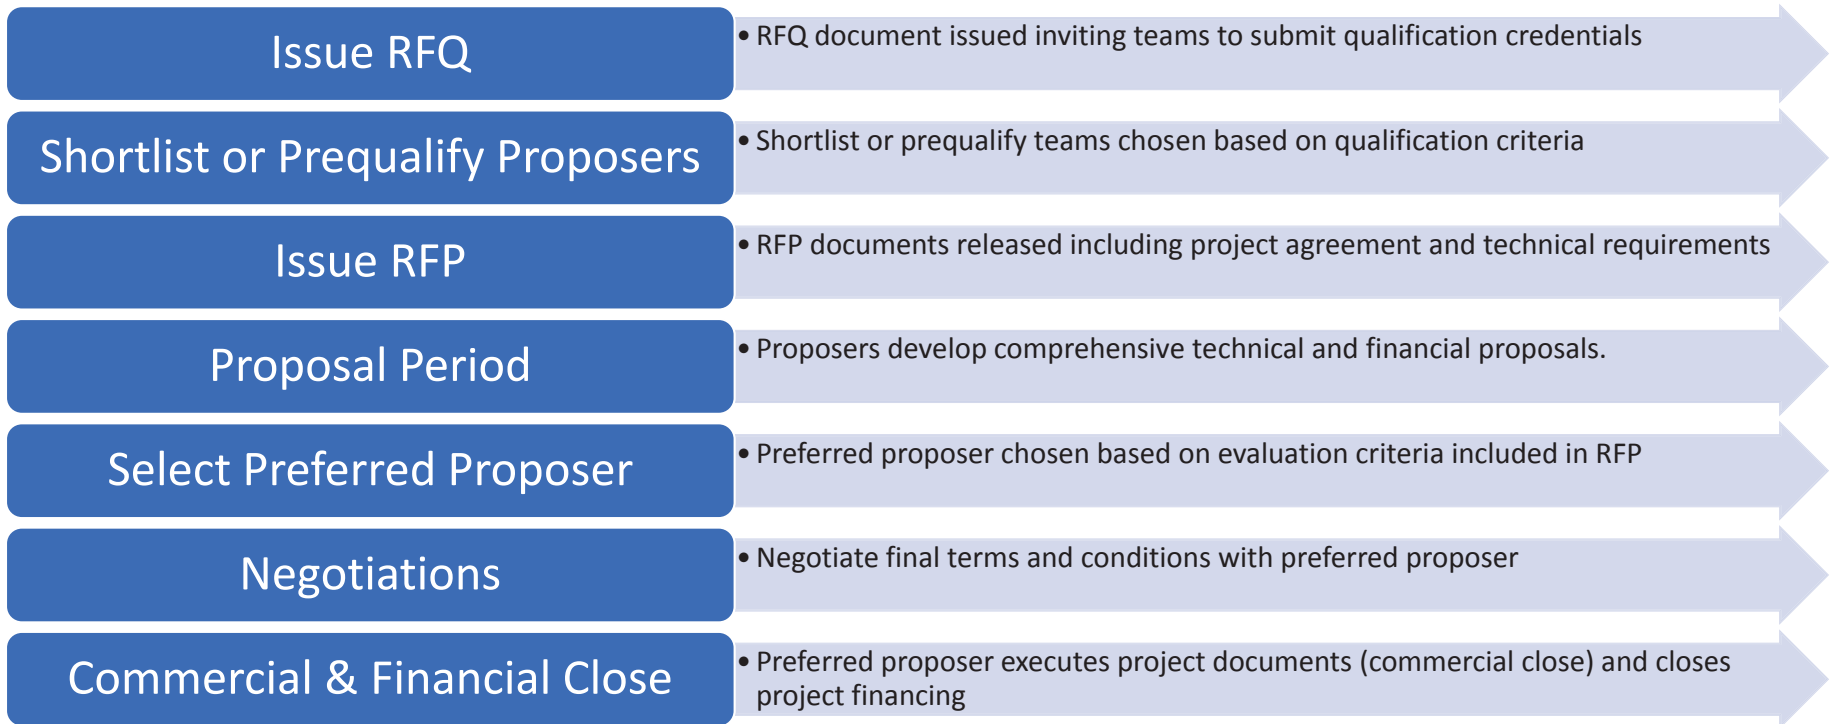 Issue RFQ
• RFQ document issued inviting teams to submit qualification credentials
Shortlist or Prequalify Proposers
• Shortlist or prequalify teams chosen based on qualification criteria
Issue RFP
• RFP documents released including project agreement and technical requirements
Proposal Period
• Proposers develop comprehensive technical and financial proposals.
Select Preferred Proposer
• Preferred proposer chosen based on evaluation criteria included in RFP
Negotiations
• Negotiate final terms and conditions with preferred proposer
Commercial & Financial Close
• Preferred proposer executes project documents (commercial close) and closes
project financing